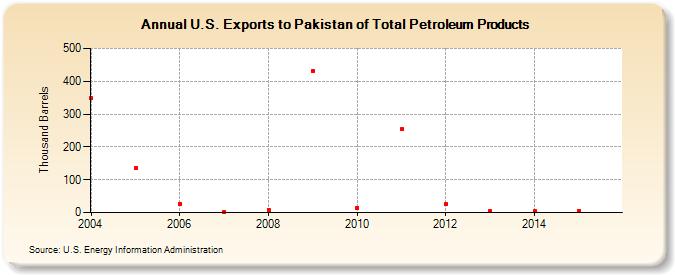 Annual U.S. Exports to Pakistan of Total Petroleum Products
Thousand Barrels
500
400
300
200
100
0
2004 2006 2008 2010 2012 2014
Source: U.S. Energy Information Administration